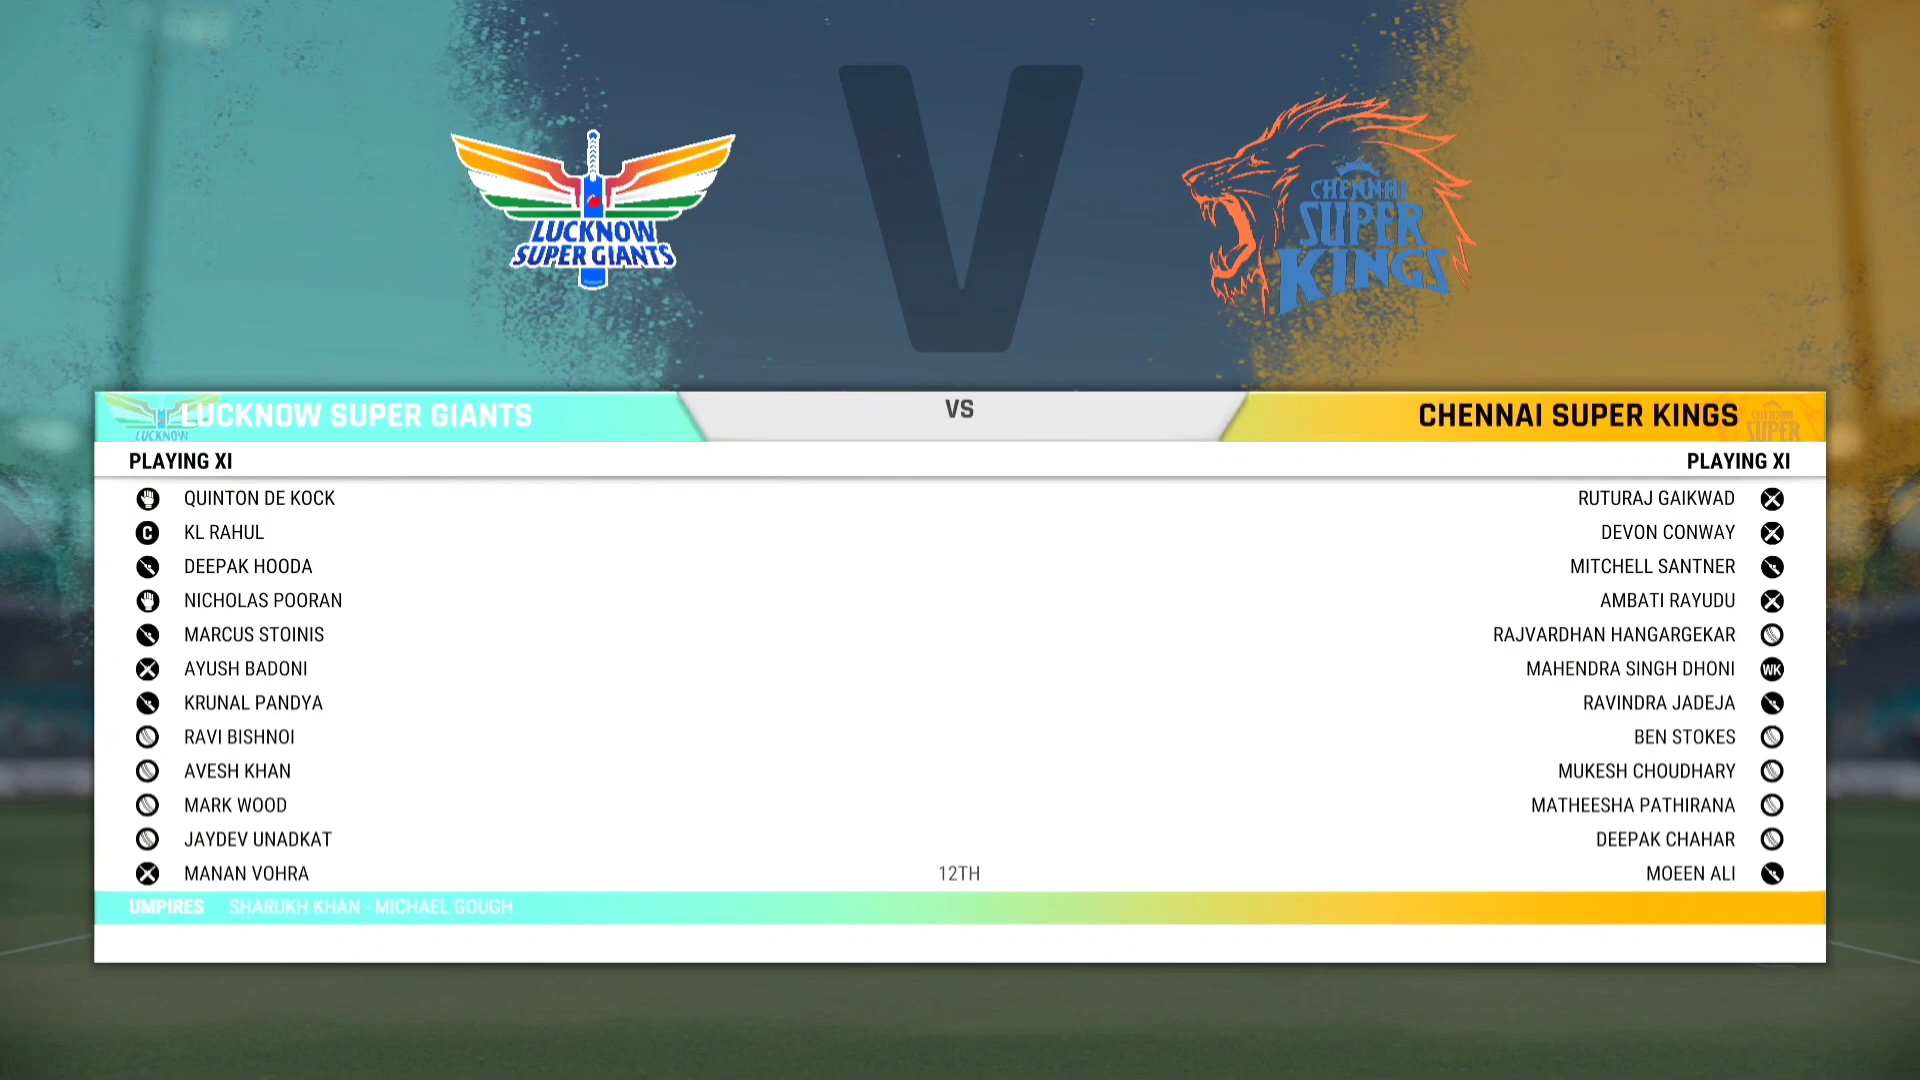 V
LUCKNOW
SUPER GIANTS
CHENNAI
SUPER
KINGS
LUCKNOW
LUCKNOW SUPER GIANTS
VS
CHENNAI SUPER KINGS
CHENNAI
SUPER
PLAYING XI
PLAYING XI
QUINTON DE KOCK
RUTURAJ GAIKWAD
C KL RAHUL
DEVON CONWAY
DEEPAK HOODA
MITCHELL SANTNER
NICHOLAS POORAN
AMBATI RAYUDU
MARCUS STOINIS
RAJVARDHAN HANGARGEKAR
AYUSH BADONI
MAHENDRA SINGH DHONI WK
KRUNAL PANDYA
RAVINDRA JADEJA
RAVI BISHNOI
BEN STOKES
AVESH KHAN
MUKESH CHOUDHARY
MARK WOOD
MATHEESHA PATHIRANA
JAYDEV UNADKAT
DEEPAK CHAHAR
MANAN VOHRA
12TH
MOEEN ALI
UMPIRES SHARUKH KHAN - MICHAEL GOUGH